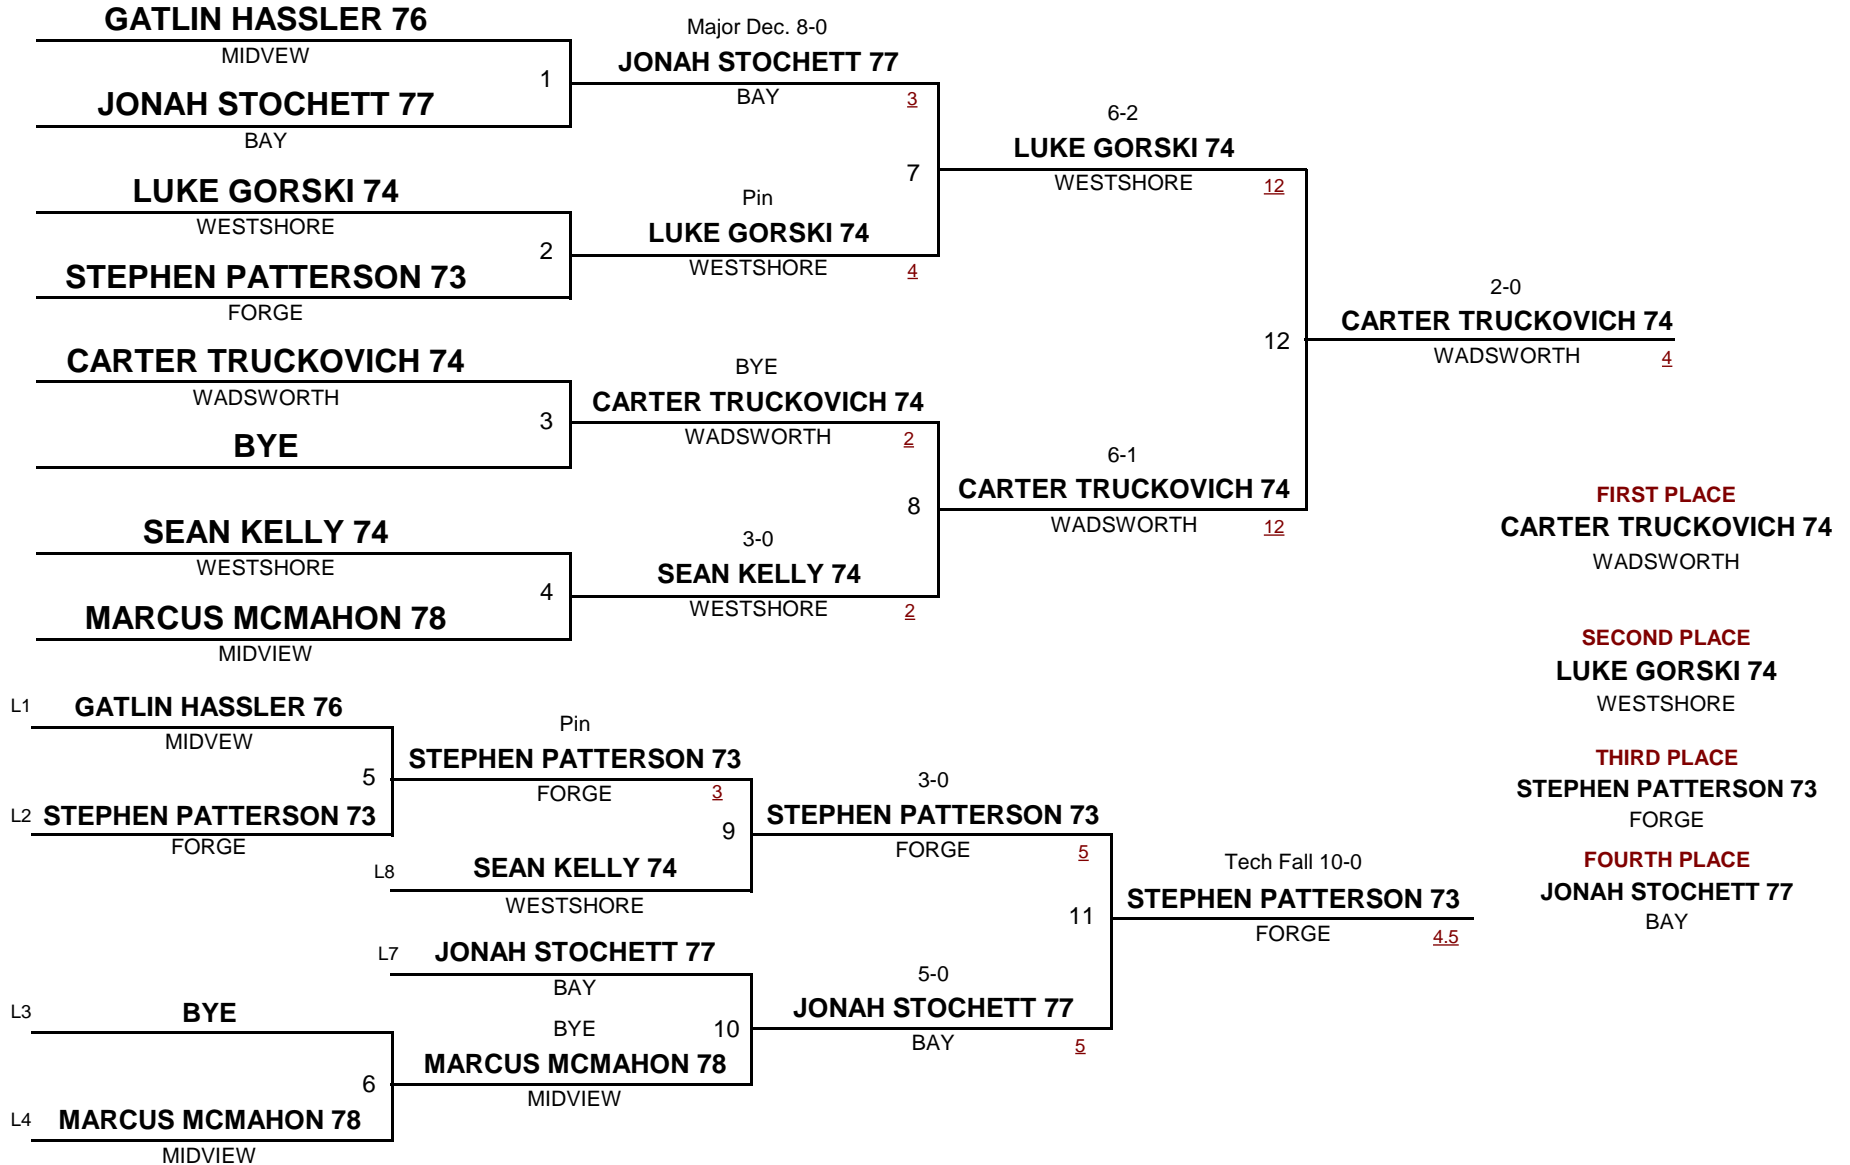 GATLIN HASSLER 76
MIDVEW
1
JONAH STOCHETT 77
BAY
LUKE GORSKI 74
WESTSHORE
2
STEPHEN PATTERSON 73
FORGE
CARTER TRUCKOVICH 74
WADSWORTH
3
BYE
SEAN KELLY 74
WESTSHORE
4
MARCUS MCMAHON 78
MIDVIEW
Major Dec. 8-0
JONAH STOCHETT 77
BAY 3
7
Pin
LUKE GORSKI 74
WESTSHORE 4
BYE
CARTER TRUCKOVICH 74
WADSWORTH 2
8
3-0
SEAN KELLY 74
WESTSHORE 2
6-2
LUKE GORSKI 74
WESTSHORE 12
12
6-1
CARTER TRUCKOVICH 74
WADSWORTH 12
2-0
CARTER TRUCKOVICH 74
WADSWORTH 4
FIRST PLACE
CARTER TRUCKOVICH 74
WADSWORTH
SECOND PLACE
LUKE GORSKI 74
WESTSHORE
THIRD PLACE
STEPHEN PATTERSON 73
FORGE
FOURTH PLACE
JONAH STOCHETT 77
BAY
L1 GATLIN HASSLER 76
MIDVEW
5
L2 STEPHEN PATTERSON 73
FORGE
L3 BYE
6
L4 MARCUS MCMAHON 78
MIDVIEW
Pin
STEPHEN PATTERSON 73
FORGE 3
9
L8 SEAN KELLY 74
WESTSHORE
L7 JONAH STOCHETT 77
BAY
BYE 10
MARCUS MCMAHON 78
MIDVIEW
3-0
STEPHEN PATTERSON 73
FORGE 5
11
5-0
JONAH STOCHETT 77
BAY 5
Tech Fall 10-0
STEPHEN PATTERSON 73
FORGE 4.5